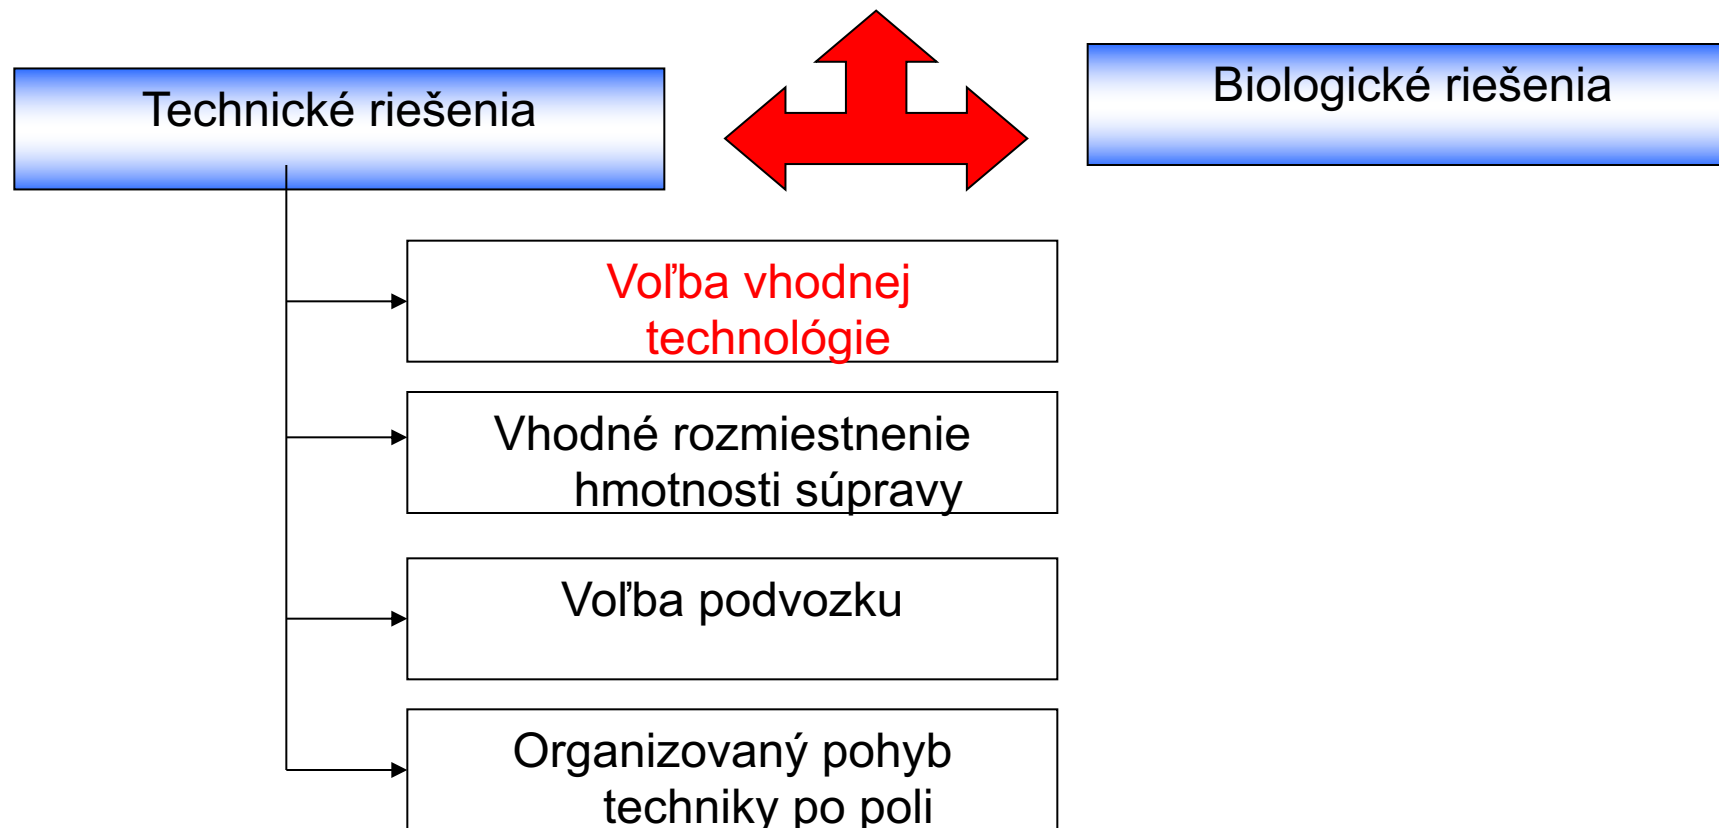 Technické riešenia
Biologické riešenia
Voľba vhodnej
technológie
Vhodné rozmiestnenie
hmotnosti súpravy
Voľba podvozku
Organizovaný pohyb
techniky po poli